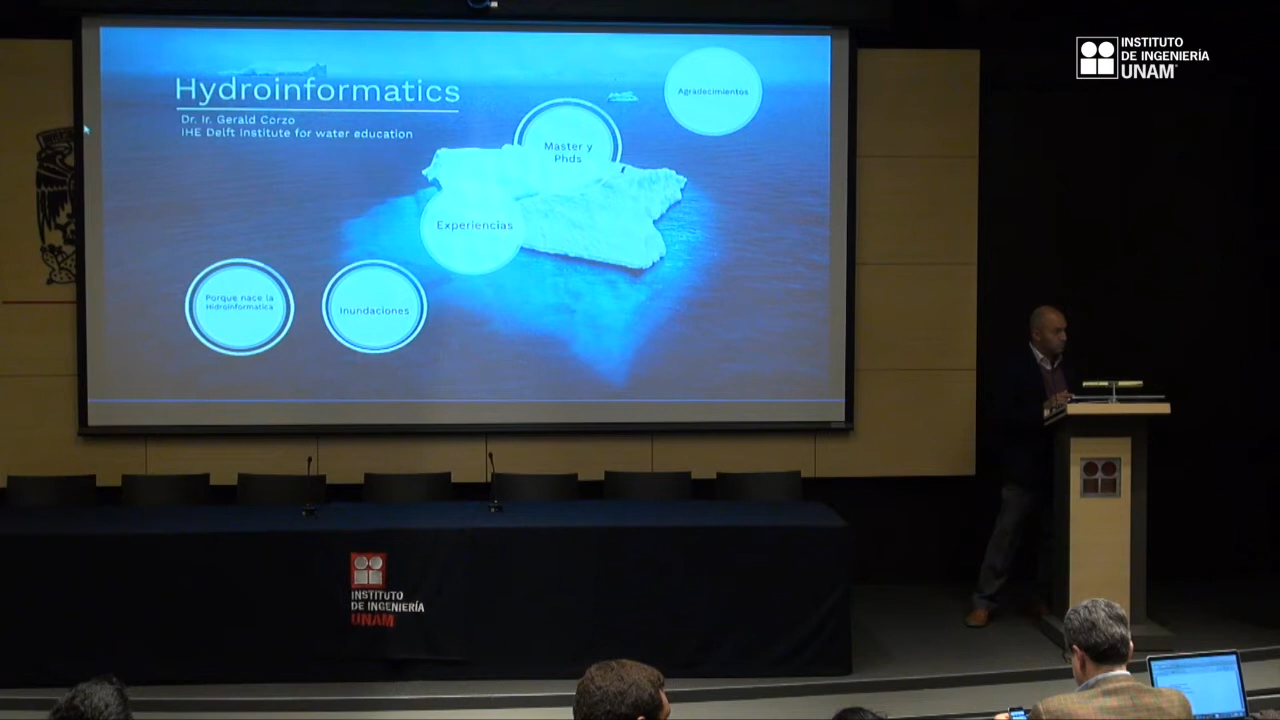 Hydroinformatics
Dr. Ir. Gerald Corzo
IHE Delft Institute for water education
Agradecimientos
Master y
Phds
Experiencias
Porque nace la
Hidroinformatica
Inundaciones
INSTITUTO
DE INGENIERÍA
UNAM
INSTITUTO
DE INGENIERÍA
UNAM